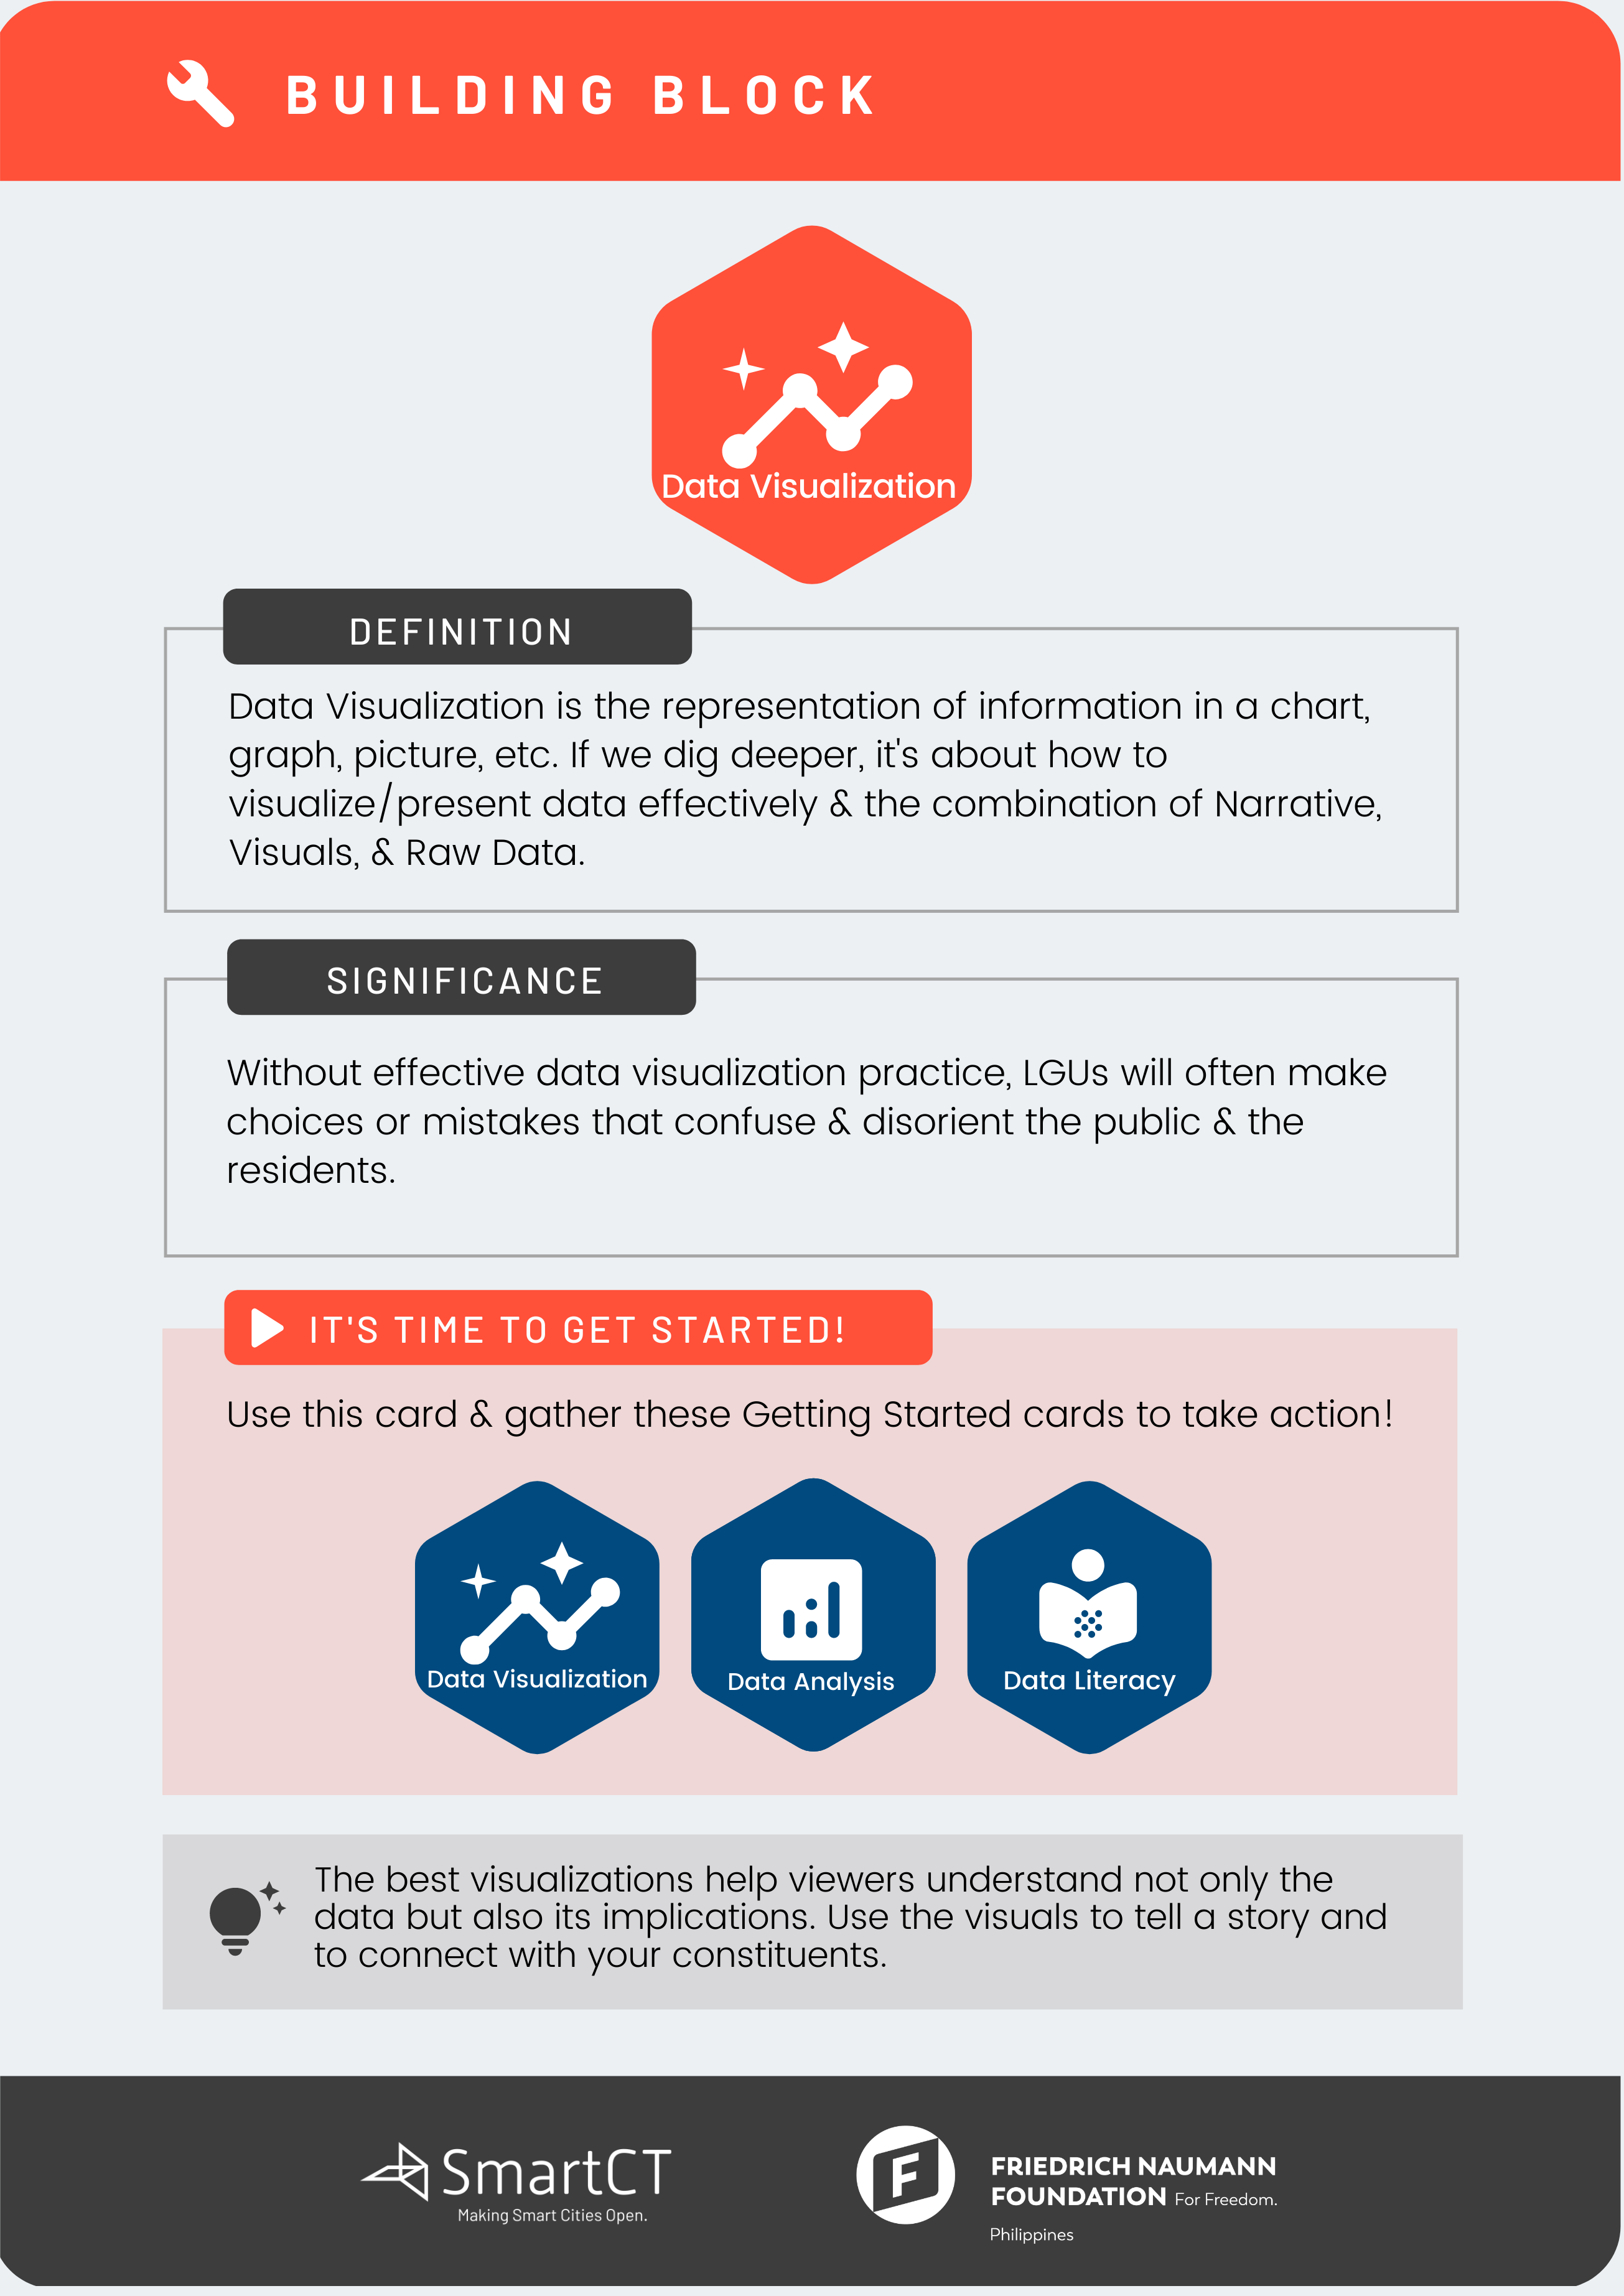 BUILDING BLOCK
Data Visualization
DEFINITION
Data Visualization is the representation of information in a chart,
graph, picture, etc. If we dig deeper, it's about how to
visualize/present data effectively & the combination of Narrative,
Visuals, & Raw Data.
SIGNIFICANCE
Without effective data visualization practice, LGUs will often make
choices or mistakes that confuse & disorient the public & the
residents.
IT'S TIME TO GET STARTED!
Use this card & gather these Getting Started cards to take action!
Data Visualization
Data Analysis
Data Literacy
The best visualizations help viewers understand not only the
data but also its implications. Use the visuals to tell a story and
to connect with your constituents.
SmartCT
Making Smart Cities Open.
F
FRIEDRICH NAUMANN
FOUNDATION For Freedom.
Philippines